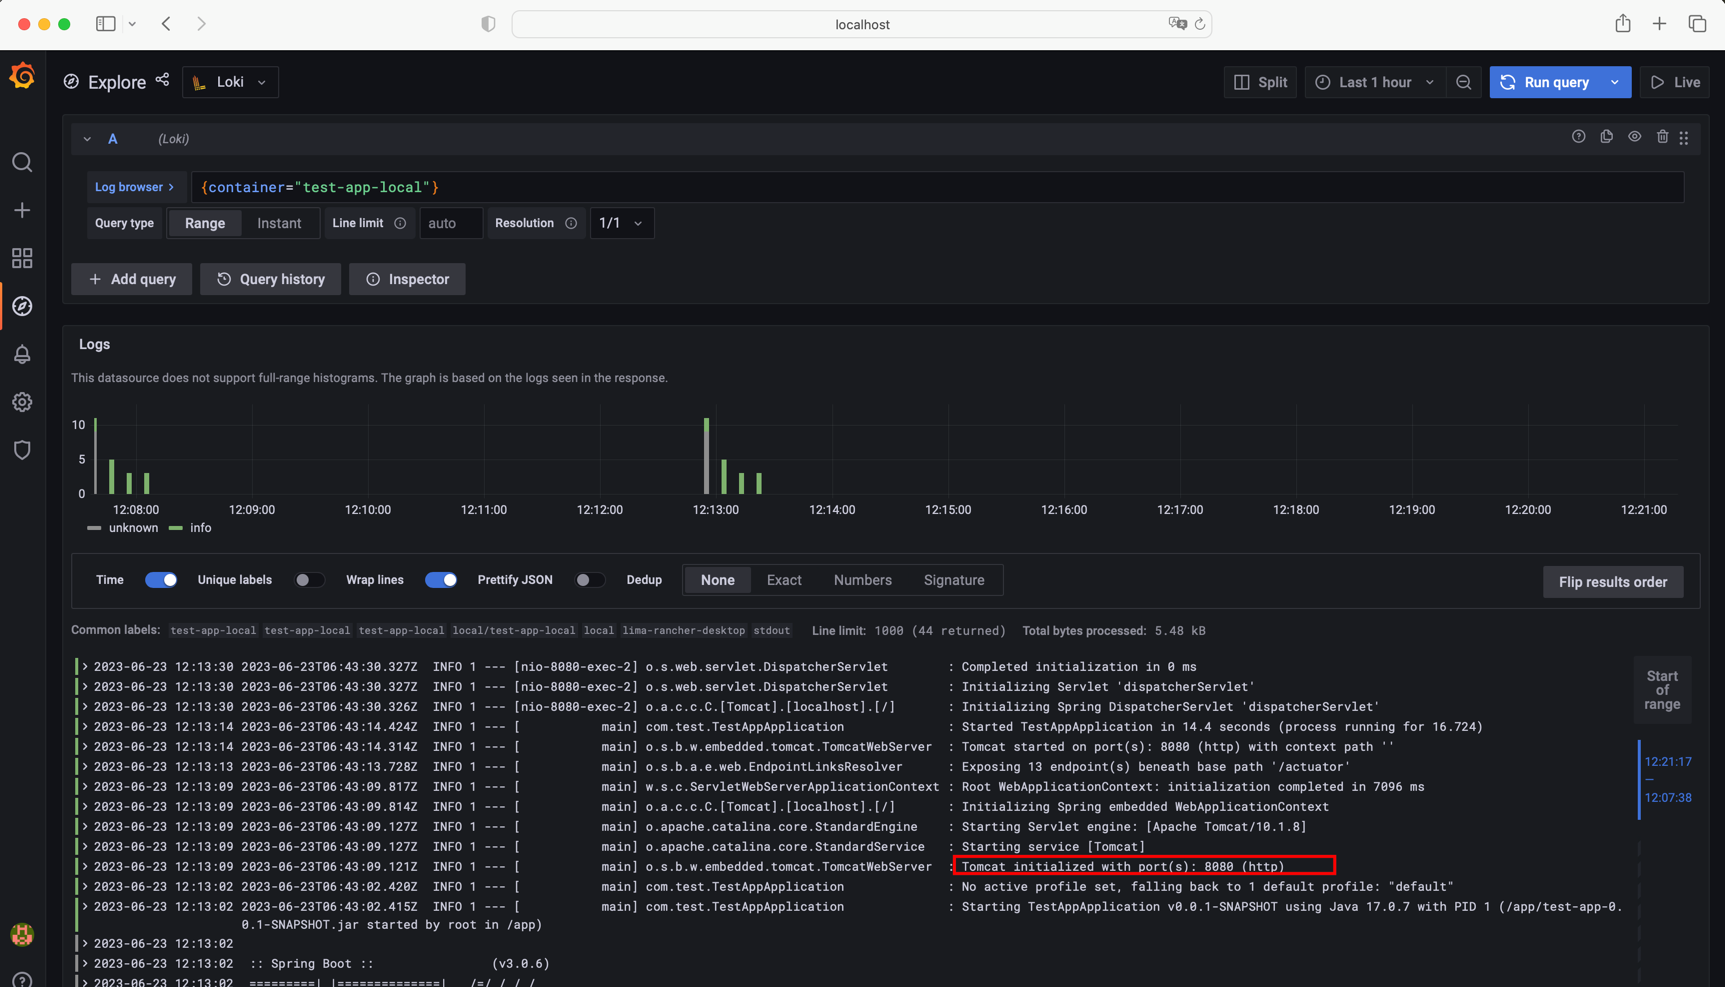 localhost
Explore Loki Split Last 1 hour Run query Live
A (Loki)
Log browser > {container="test-app-local"}
Query type Range Instant Line limit auto Resolution 1/1
+ Add query Query history Inspector
Logs
This datasource does not support full-range histograms. The graph is based on the logs seen in the response.
10
5
0
12:08:00 12:09:00 12:10:00 12:11:00 12:12:00 12:13:00 12:14:00 12:15:00 12:16:00 12:17:00 12:18:00 12:19:00 12:20:00 12:21:00
unknown info
Time Unique labels Wrap lines Prettify JSON Dedup None Exact Numbers Signature Flip results order
Common labels: test-app-local test-app-local test-app-local local/test-app-local local lima-rancher-desktop stdout Line limit: 1000 (44 returned) Total bytes processed: 5.48 kB
> 2023-06-23 12:13:30 2023-06-23T06:43:30.327Z INFO 1 --- [nio-8080-exec-2] o.s.web.servlet.DispatcherServlet : Completed initialization in 0 ms
> 2023-06-23 12:13:30 2023-06-23T06:43:30.327Z INFO 1 --- [nio-8080-exec-2] o.s.web.servlet.DispatcherServlet : Initializing Servlet 'dispatcherServlet'
> 2023-06-23 12:13:30 2023-06-23T06:43:30.326Z INFO 1 --- [nio-8080-exec-2] o.a.c.c.C.[Tomcat].[localhost].[/] : Initializing Spring DispatcherServlet 'dispatcherServlet'
> 2023-06-23 12:13:14 2023-06-23T06:43:14.424Z INFO 1 --- [ main] com.test.TestAppApplication : Started TestAppApplication in 14.4 seconds (process running for 16.724)
> 2023-06-23 12:13:14 2023-06-23T06:43:14.314Z INFO 1 --- [ main] o.s.b.w.embedded.tomcat.TomcatWebServer : Tomcat started on port(s): 8080 (http) with context path ''
> 2023-06-23 12:13:13 2023-06-23T06:43:13.728Z INFO 1 --- [ main] o.s.b.a.e.web.EndpointLinksResolver : Exposing 13 endpoint(s) beneath base path '/actuator'
> 2023-06-23 12:13:09 2023-06-23T06:43:09.817Z INFO 1 --- [ main] w.s.c.ServletWebServerApplicationContext : Root WebApplicationContext: initialization completed in 7096 ms
> 2023-06-23 12:13:09 2023-06-23T06:43:09.814Z INFO 1 --- [ main] o.a.c.c.C.[Tomcat].[localhost].[/] : Initializing Spring embedded WebApplicationContext
> 2023-06-23 12:13:09 2023-06-23T06:43:09.127Z INFO 1 --- [ main] o.apache.catalina.core.StandardEngine : Starting Servlet engine: [Apache Tomcat/10.1.8]
> 2023-06-23 12:13:09 2023-06-23T06:43:09.127Z INFO 1 --- [ main] o.apache.catalina.core.StandardService : Starting service [Tomcat]
> 2023-06-23 12:13:09 2023-06-23T06:43:09.121Z INFO 1 --- [ main] o.s.b.w.embedded.tomcat.TomcatWebServer : Tomcat initialized with port(s): 8080 (http)
> 2023-06-23 12:13:02 2023-06-23T06:43:02.420Z INFO 1 --- [ main] com.test.TestAppApplication : No active profile set, falling back to 1 default profile: "default"
> 2023-06-23 12:13:02 2023-06-23T06:43:02.415Z INFO 1 --- [ main] com.test.TestAppApplication : Starting TestAppApplication v0.0.1-SNAPSHOT using Java 17.0.7 with PID 1 (/app/test-app-0.
0.1-SNAPSHOT.jar started by root in /app)
> 2023-06-23 12:13:02
> 2023-06-23 12:13:02 :: Spring Boot :: (v3.0.6)
> 2023-06-23 12:13:02 =========|_|==============|___/=/_/_/_/
Start
of
range
12:21:17
—
12:07:38